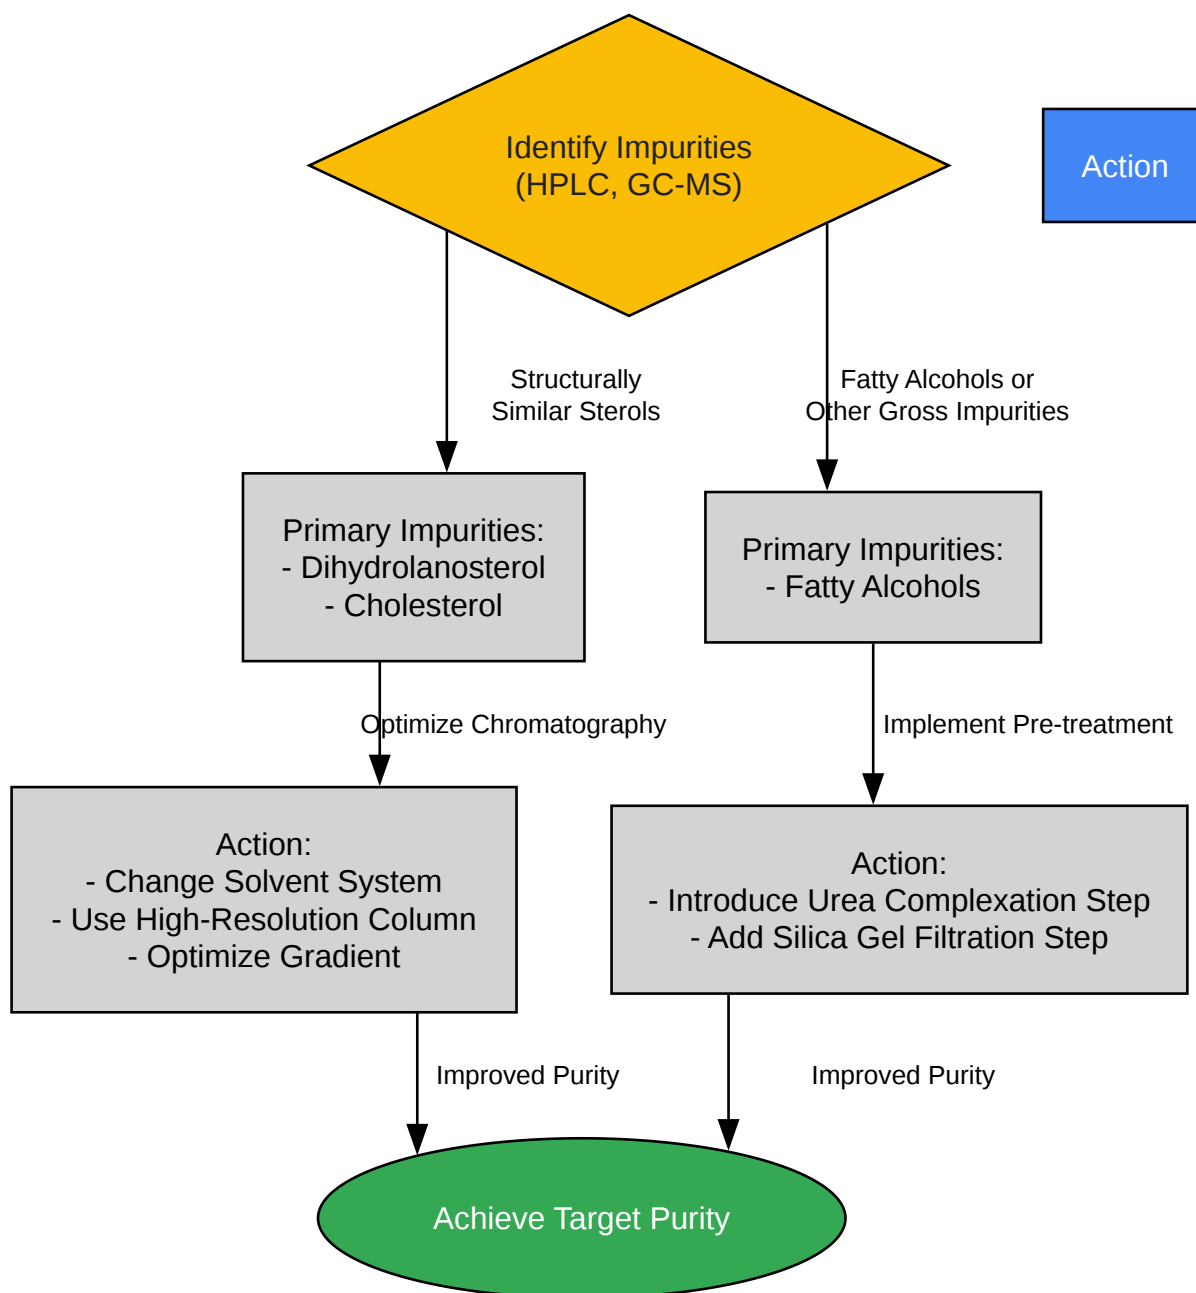 Identify Impurities
(HPLC, GC-MS)
Action
Structurally
Similar Sterols
Fatty Alcohols or
Other Gross Impurities
Primary Impurities:
- Dihydrolanosterol
- Cholesterol
Primary Impurities:
- Fatty Alcohols
Optimize Chromatography
Implement Pre-treatment
Action:
- Change Solvent System
- Use High-Resolution Column
- Optimize Gradient
Action:
- Introduce Urea Complexation Step
- Add Silica Gel Filtration Step
Improved Purity
Improved Purity
Achieve Target Purity